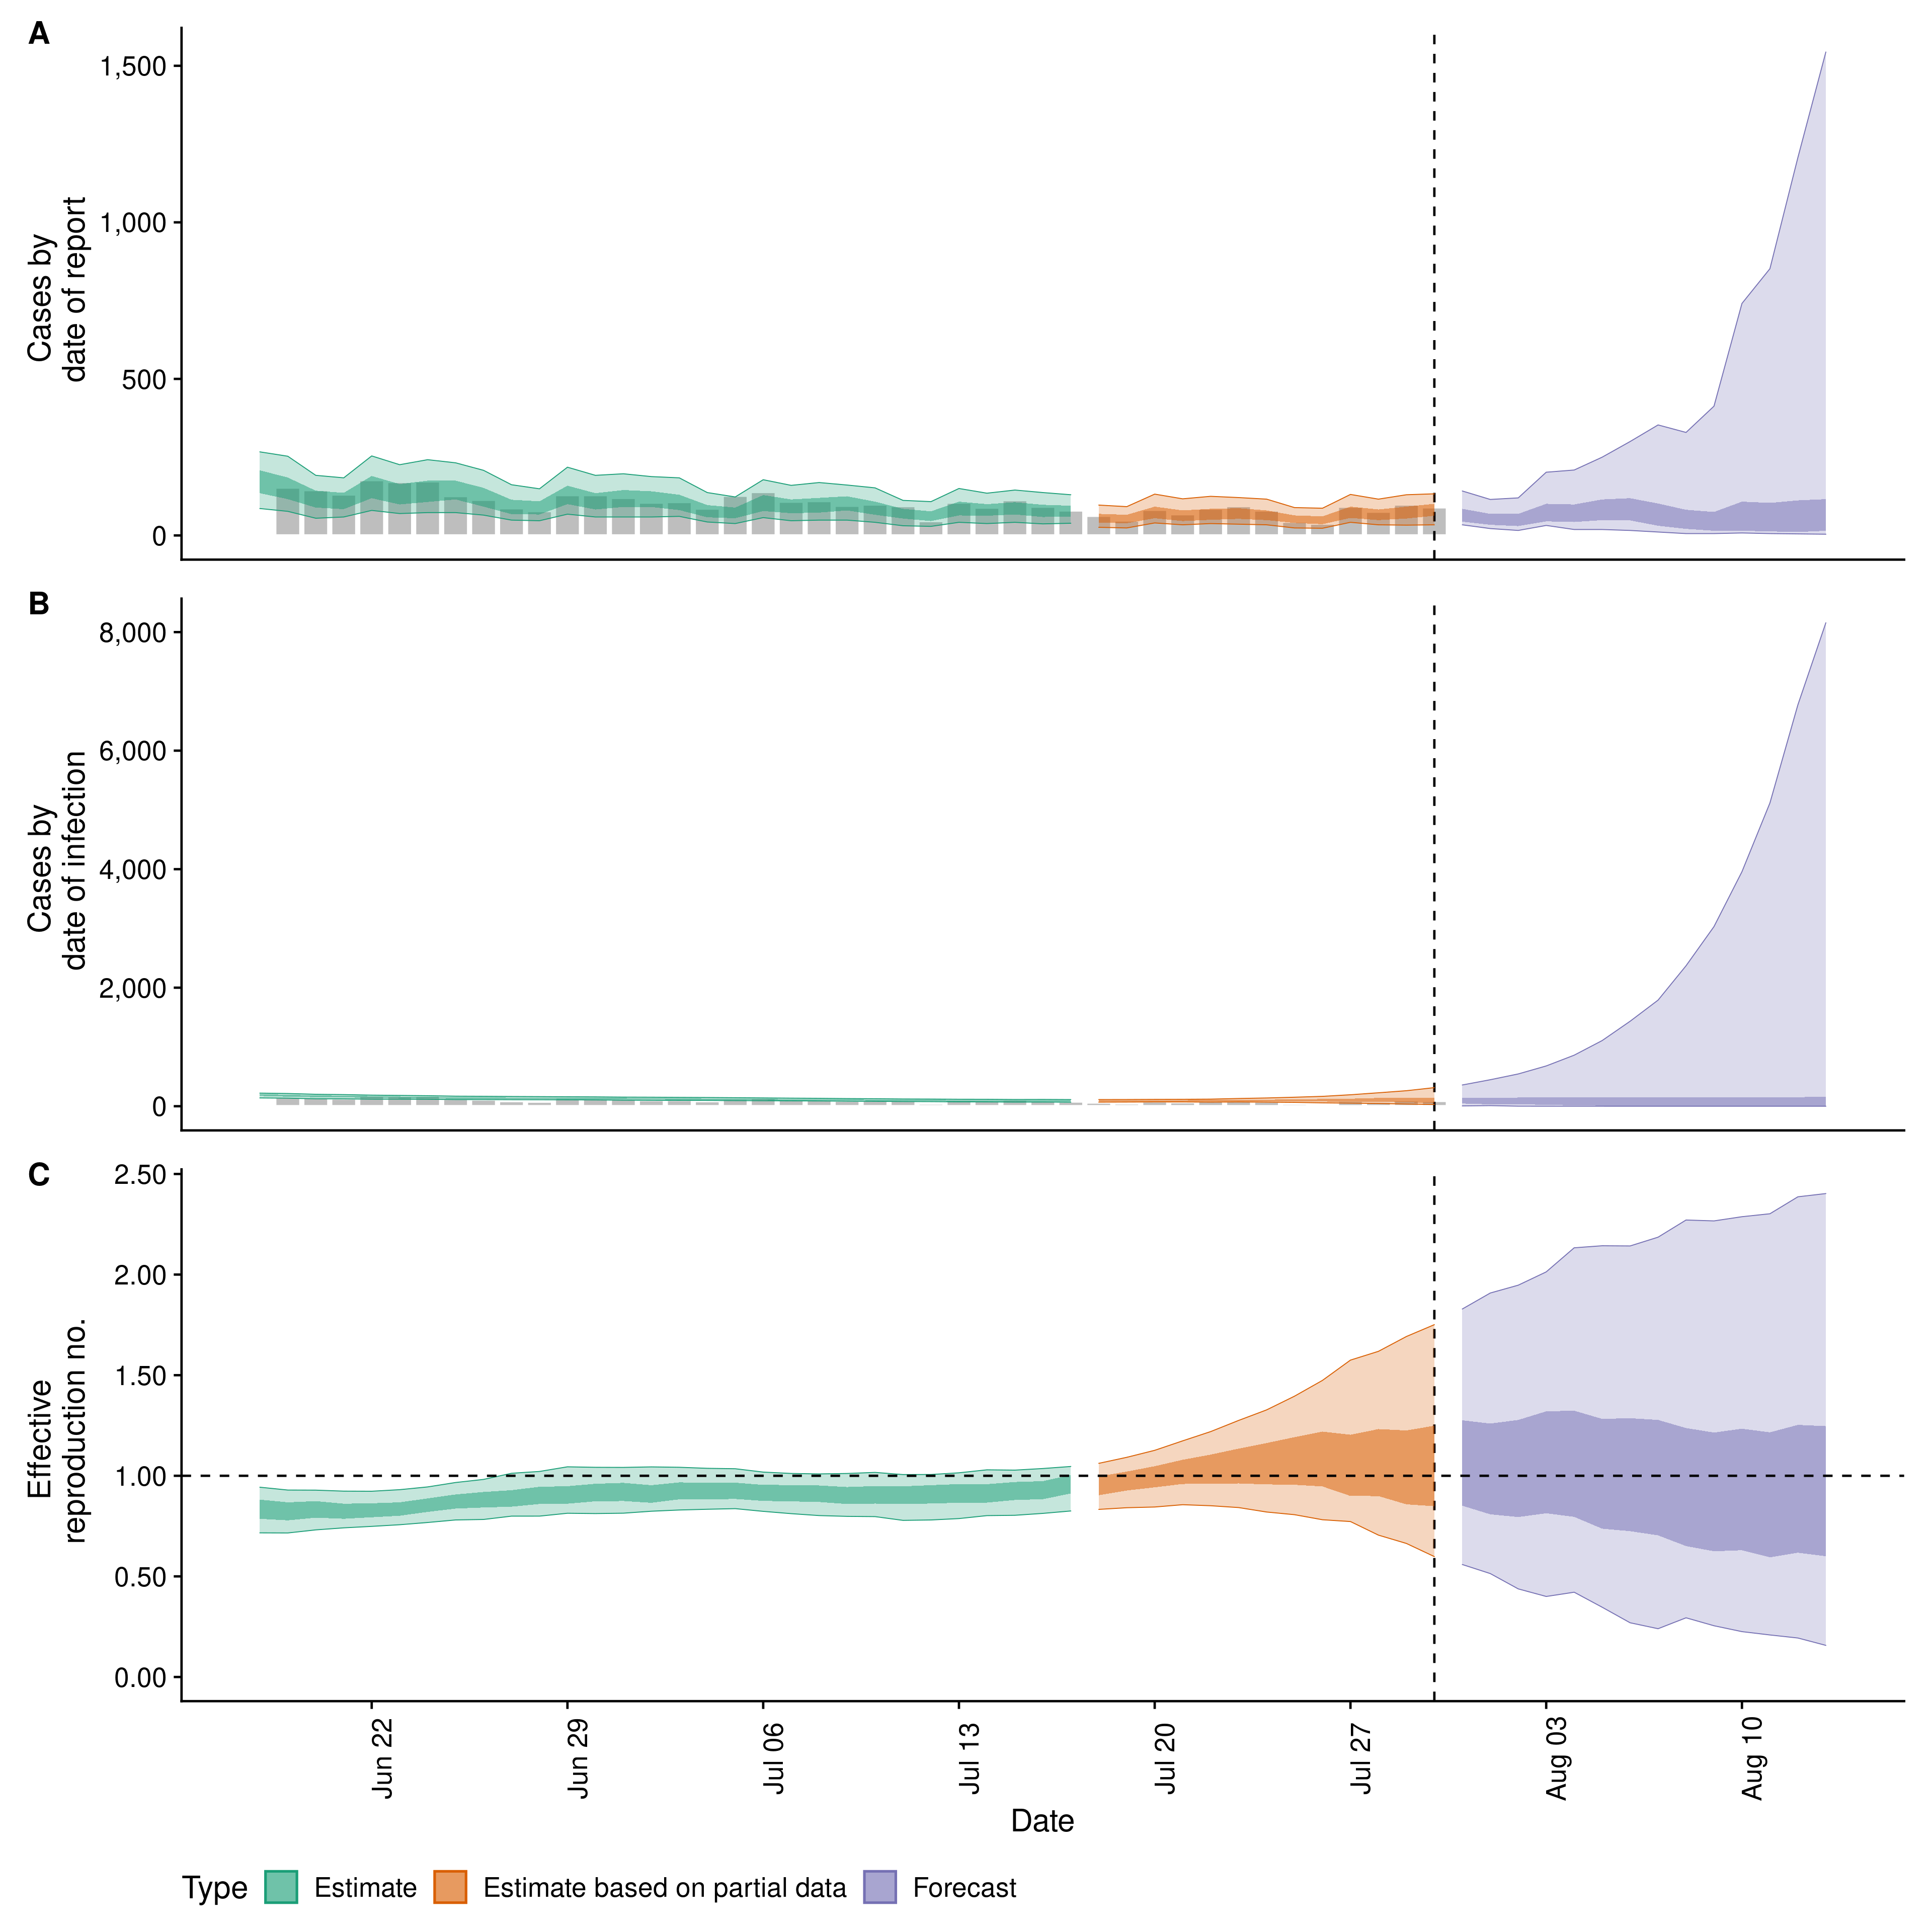 A
1,500
1,000
500
0
Cases by
date of report
B
8,000
6,000
4,000
2,000
0
Cases by
date of infection
C
2.50
2.00
1.50
1.00
0.50
0.00
Effective
reproduction no.
Jun 22
Jun 29
Jul 06
Jul 13
Jul 20
Jul 27
Aug 03
Aug 10
Date
Type Estimate Estimate based on partial data Forecast